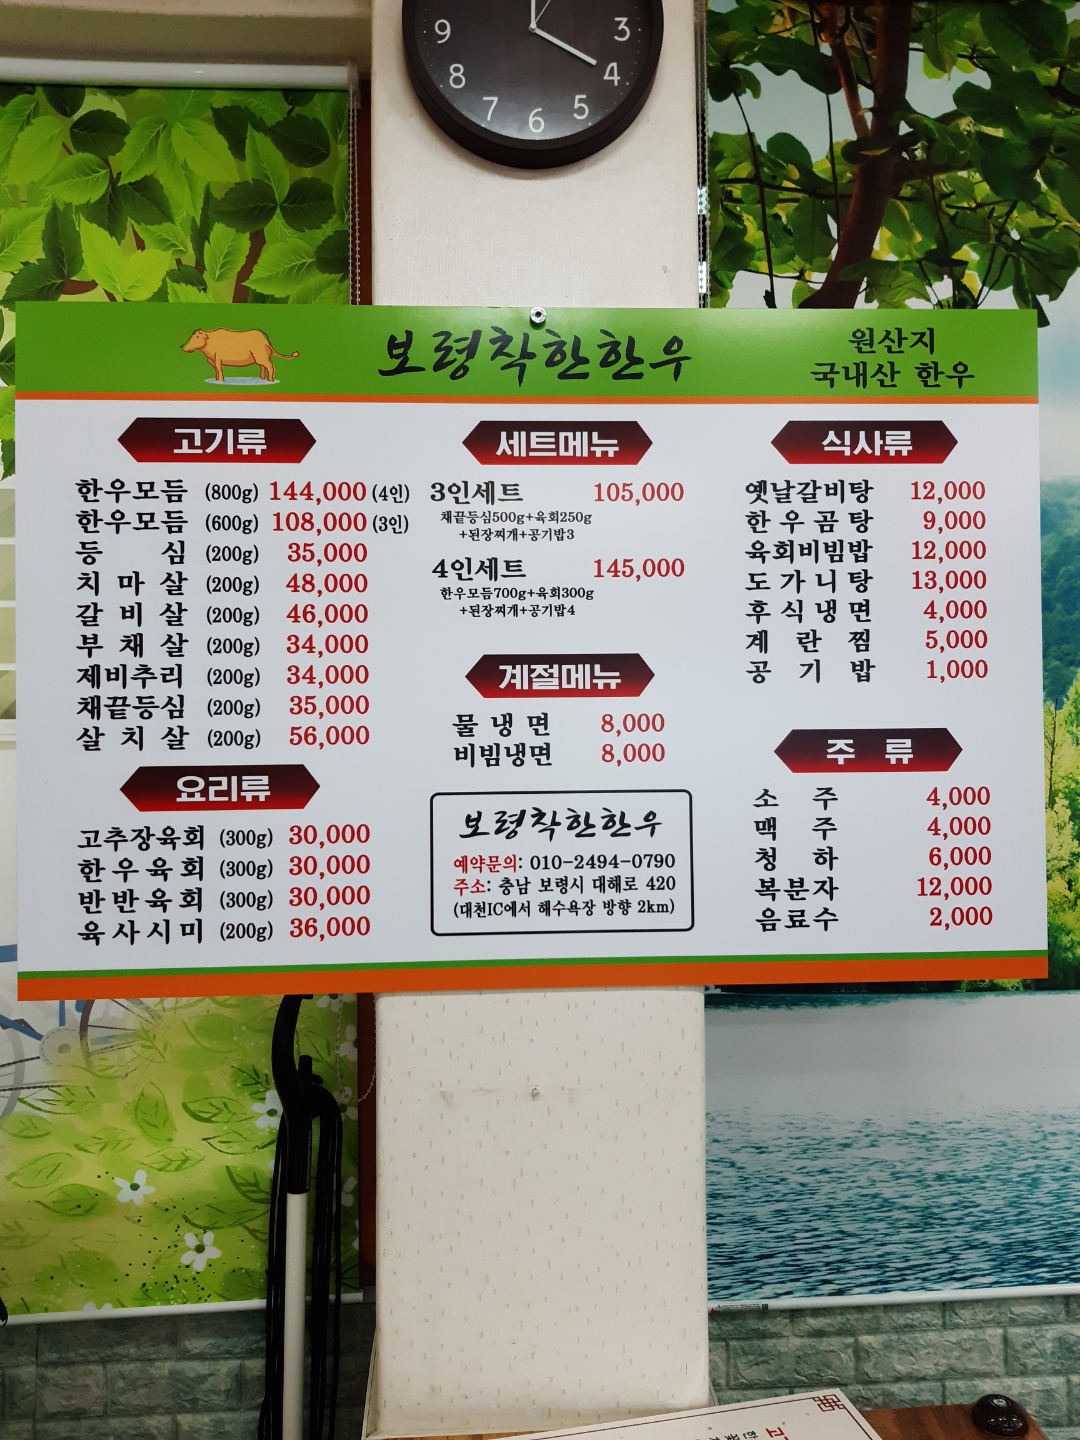 9
3
8
4
7
6
5
보령착한한우
원산지
국내산 한우
고기류
한우모듬 (800g) 144,000 (4인)
한우모듬 (600g) 108,000 (3인)
등 심 (200g) 35,000
치 마 살 (200g) 48,000
갈 비 살 (200g) 46,000
부 채 살 (200g) 34,000
제비추리 (200g) 34,000
채끝등심 (200g) 35,000
살 치 살 (200g) 56,000
요리류
고추장육회 (300g) 30,000
한 우 육 회 (300g) 30,000
반 반 육 회 (300g) 30,000
육 사 시 미 (200g) 36,000
세트메뉴
3인세트 105,000
채끝등심500g+육회250g
+된장찌개+공기밥3
4인세트 145,000
한우모듬700g+육회300g
+된장찌개+공기밥4
계절메뉴
물 냉 면 8,000
비빔냉면 8,000
보령착한한우
예약문의: 010-2494-0790
주소: 충남 보령시 대해로 420
(대천IC에서 해수욕장 방향 2km)
식사류
옛날갈비탕 12,000
한 우 곰 탕 9,000
육회비빔밥 12,000
도 가 니 탕 13,000
후 식 냉 면 4,000
계 란 찜 5,000
공 기 밥 1,000
주 류
소 주 4,000
맥 주 4,000
청 하 6,000
복분자 12,000
음료수 2,000